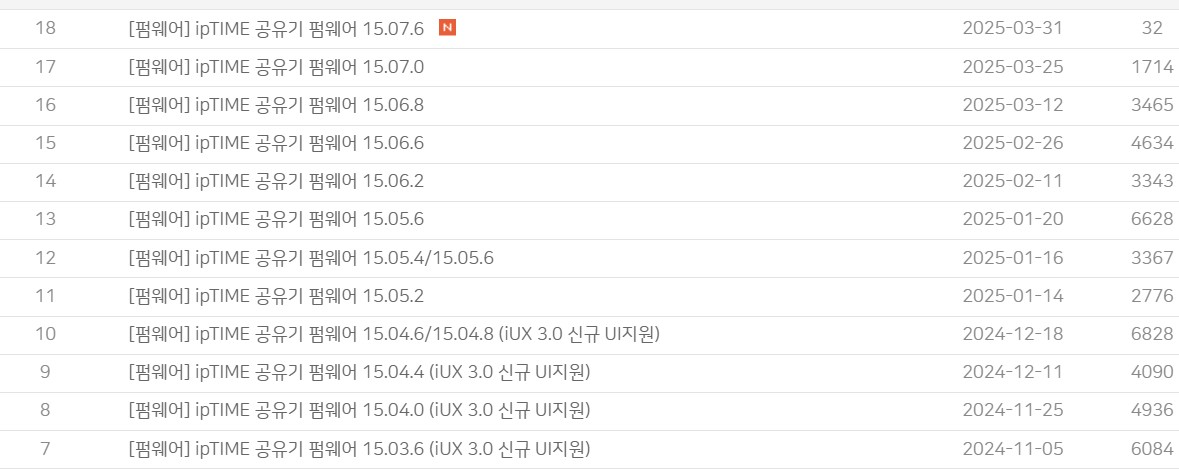 18 [펌웨어] ipTIME 공유기 펌웨어 15.07.6 N 2025-03-31 32
17 [펌웨어] ipTIME 공유기 펌웨어 15.07.0 2025-03-25 1714
16 [펌웨어] ipTIME 공유기 펌웨어 15.06.8 2025-03-12 3465
15 [펌웨어] ipTIME 공유기 펌웨어 15.06.6 2025-02-26 4634
14 [펌웨어] ipTIME 공유기 펌웨어 15.06.2 2025-02-11 3343
13 [펌웨어] ipTIME 공유기 펌웨어 15.05.6 2025-01-20 6628
12 [펌웨어] ipTIME 공유기 펌웨어 15.05.4/15.05.6 2025-01-16 3367
11 [펌웨어] ipTIME 공유기 펌웨어 15.05.2 2025-01-14 2776
10 [펌웨어] ipTIME 공유기 펌웨어 15.04.6/15.04.8 (iUX 3.0 신규 UI지원) 2024-12-18 6828
9 [펌웨어] ipTIME 공유기 펌웨어 15.04.4 (iUX 3.0 신규 UI지원) 2024-12-11 4090
8 [펌웨어] ipTIME 공유기 펌웨어 15.04.0 (iUX 3.0 신규 UI지원) 2024-11-25 4936
7 [펌웨어] ipTIME 공유기 펌웨어 15.03.6 (iUX 3.0 신규 UI지원) 2024-11-05 6084